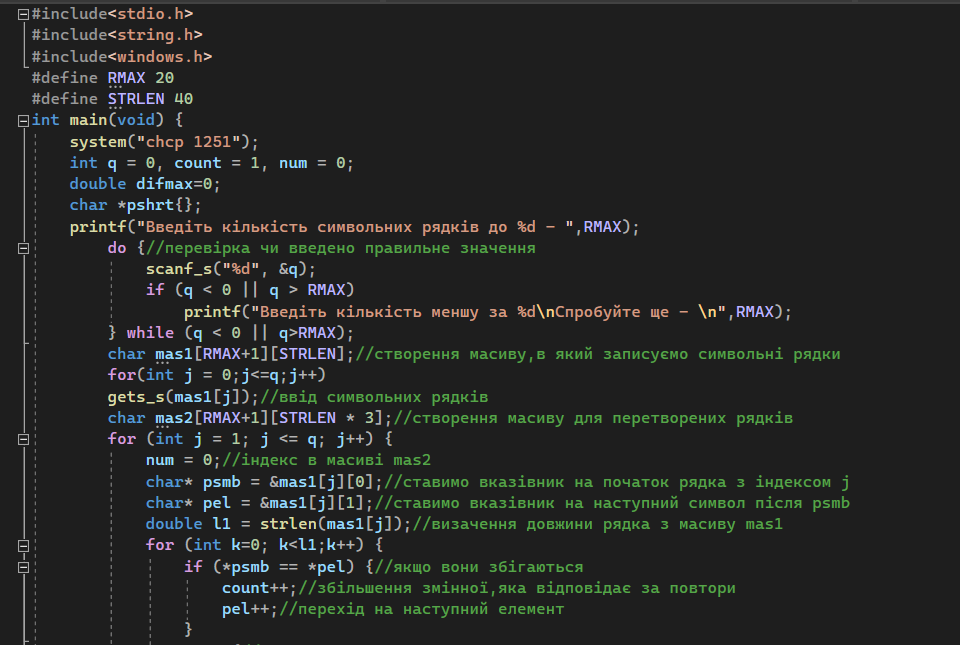 #include<stdio.h>
#include<string.h>
#include<windows.h>
#define RMAX 20
#define STRLEN 40
int main(void) {
system("chcp 1251");
int q = 0, count = 1, num = 0;
double difmax=0;
char *pshrt{};
printf("Введіть кількість символьних рядків до %d - ",RMAX);
do {//перевірка чи введено правильне значення
scanf_s("%d", &q);
if (q < 0 || q > RMAX)
printf("Введіть кількість меншу за %d\nСпробуйте ще - \n",RMAX);
} while (q < 0 || q>RMAX);
char mas1[RMAX+1][STRLEN];//створення масиву,в який записуємо символьні рядки
for(int j = 0;j<=q;j++)
gets_s(mas1[j]);//ввід символьних рядків
char mas2[RMAX+1][STRLEN * 3];//створення масиву для перетворених рядків
for (int j = 1; j <= q; j++) {
num = 0;//індекс в масиві mas2
char* psmb = &mas1[j][0];//ставимо вказівник на початок рядка з індексом j
char* pel = &mas1[j][1];//ставимо вказівник на наступний символ після psmb
double l1 = strlen(mas1[j]);//визачення довжини рядка з масиву mas1
for (int k=0; k<l1;k++) {
if (*psmb == *pel) {//якщо вони збігаються
count++;//збільшення змінної,яка відповідає за повтори
pel++;//перехід на наступний елемент
}